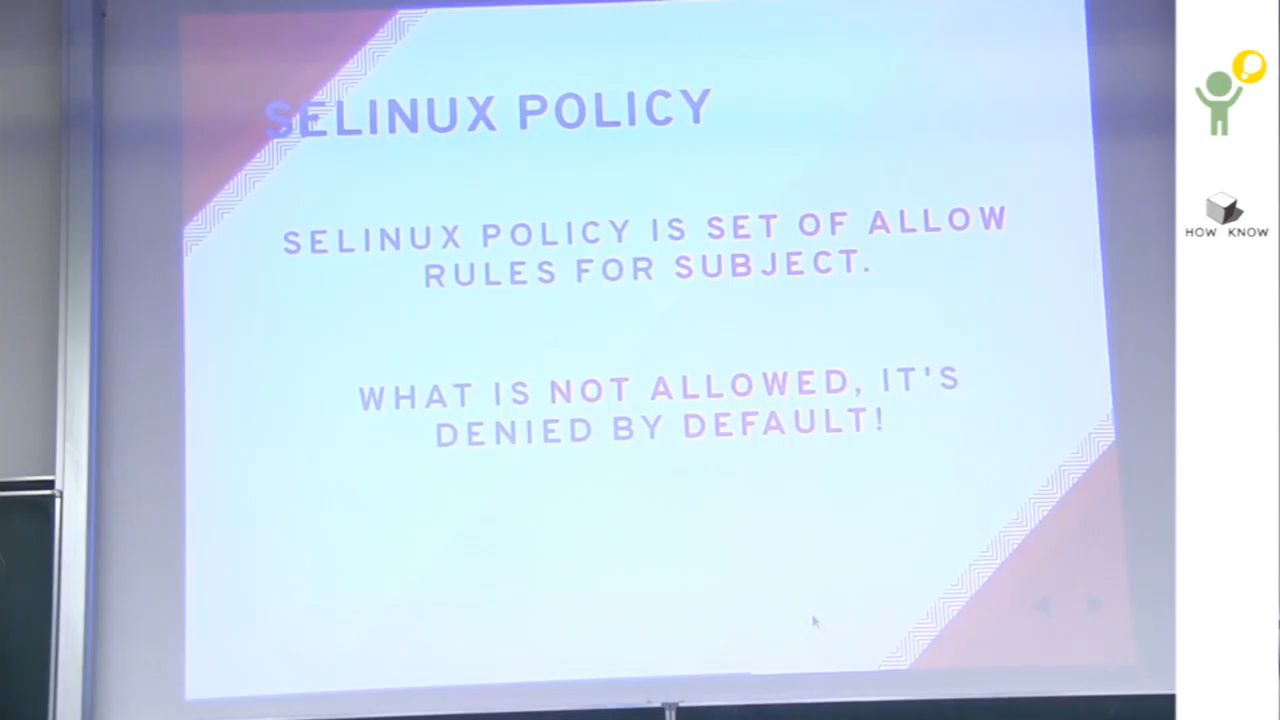 SELINUX POLICY
SELINUX POLICY IS SET OF ALLOW
RULES FOR SUBJECT.
WHAT IS NOT ALLOWED, IT'S
DENIED BY DEFAULT!
HOW KNOW